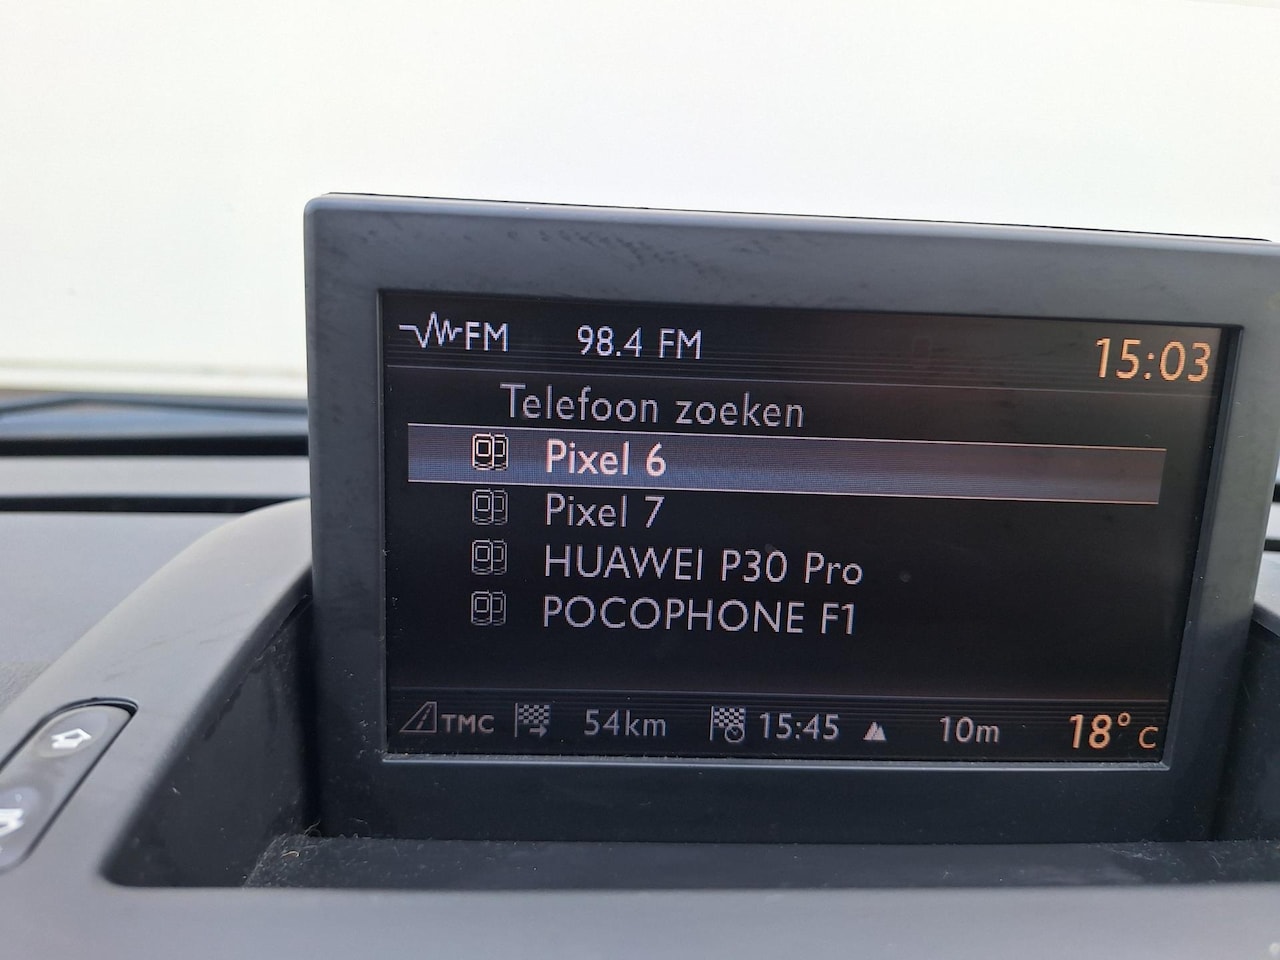 FM 98.4 FM 15:03
Telefoon zoeken
Pixel 6
Pixel 7
HUAWEI P30 Pro
POCOPHONE F1
TMC 54km 15:45 10m 18° C